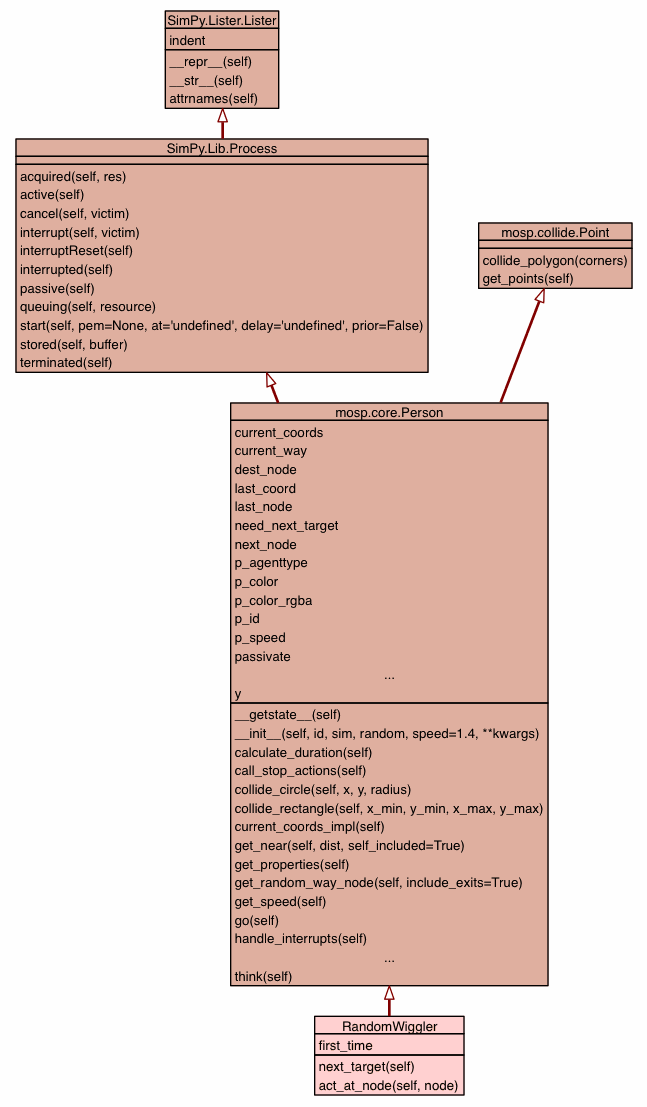 SimPy.Lister.Lister
indent
__repr__(self)
__str__(self)
attrnames(self)
SimPy.Lib.Process
acquired(self, res)
active(self)
cancel(self, victim)
interrupt(self, victim)
interruptReset(self)
interrupted(self)
passive(self)
queuing(self, resource)
start(self, pem=None, at='undefined', delay='undefined', prior=False)
stored(self, buffer)
terminated(self)
mosp.collide.Point
collide_polygon(corners)
get_points(self)
mosp.core.Person
current_coords
current_way
dest_node
last_coord
last_node
need_next_target
next_node
p_agenttype
p_color
p_color_rgba
p_id
p_speed
passivate
...
y
__getstate__(self)
__init__(self, id, sim, random, speed=1.4, **kwargs)
calculate_duration(self)
call_stop_actions(self)
collide_circle(self, x, y, radius)
collide_rectangle(self, x_min, y_min, x_max, y_max)
current_coords_impl(self)
get_near(self, dist, self_included=True)
get_properties(self)
get_random_way_node(self, include_exits=True)
get_speed(self)
go(self)
handle_interrupts(self)
...
think(self)
RandomWiggler
first_time
next_target(self)
act_at_node(self, node)